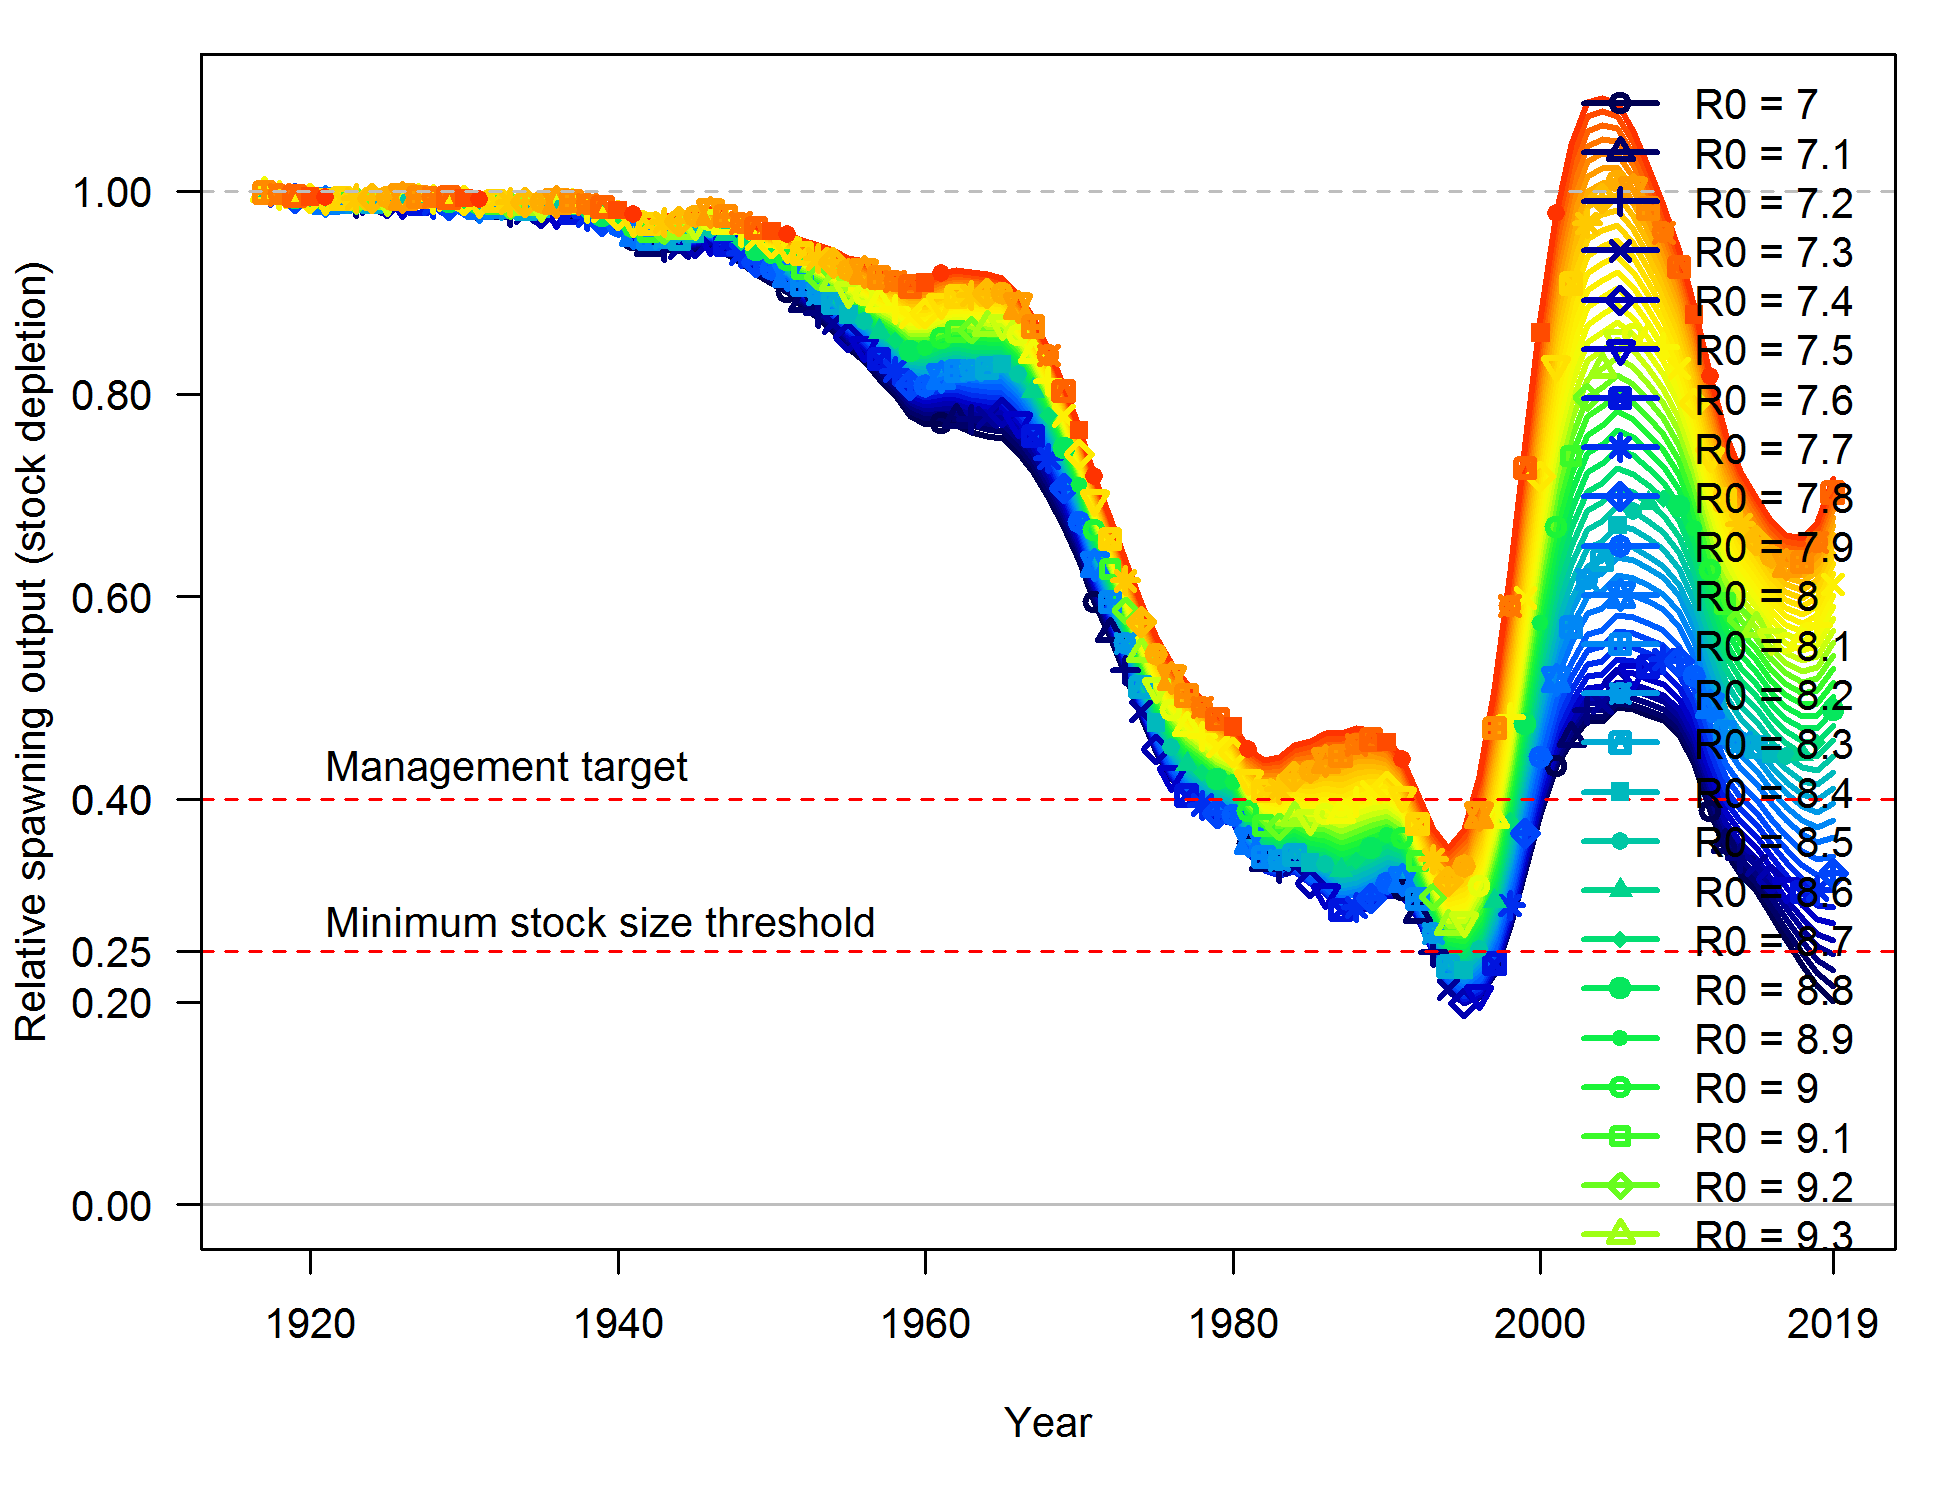 Relative spawning output (stock depletion)
1.00
0.80
0.60
0.40
0.25
0.20
0.00
Management target
Minimum stock size threshold
R0 = 7
R0 = 7.1
R0 = 7.2
R0 = 7.3
R0 = 7.4
R0 = 7.5
R0 = 7.6
R0 = 7.7
R0 = 7.8
R0 = 7.9
R0 = 8
R0 = 8.1
R0 = 8.2
R0 = 8.3
R0 = 8.4
R0 = 8.5
R0 = 8.6
R0 = 8.7
R0 = 8.8
R0 = 8.9
R0 = 9
R0 = 9.1
R0 = 9.2
R0 = 9.3
1920
1940
1960
1980
2000
2019
Year